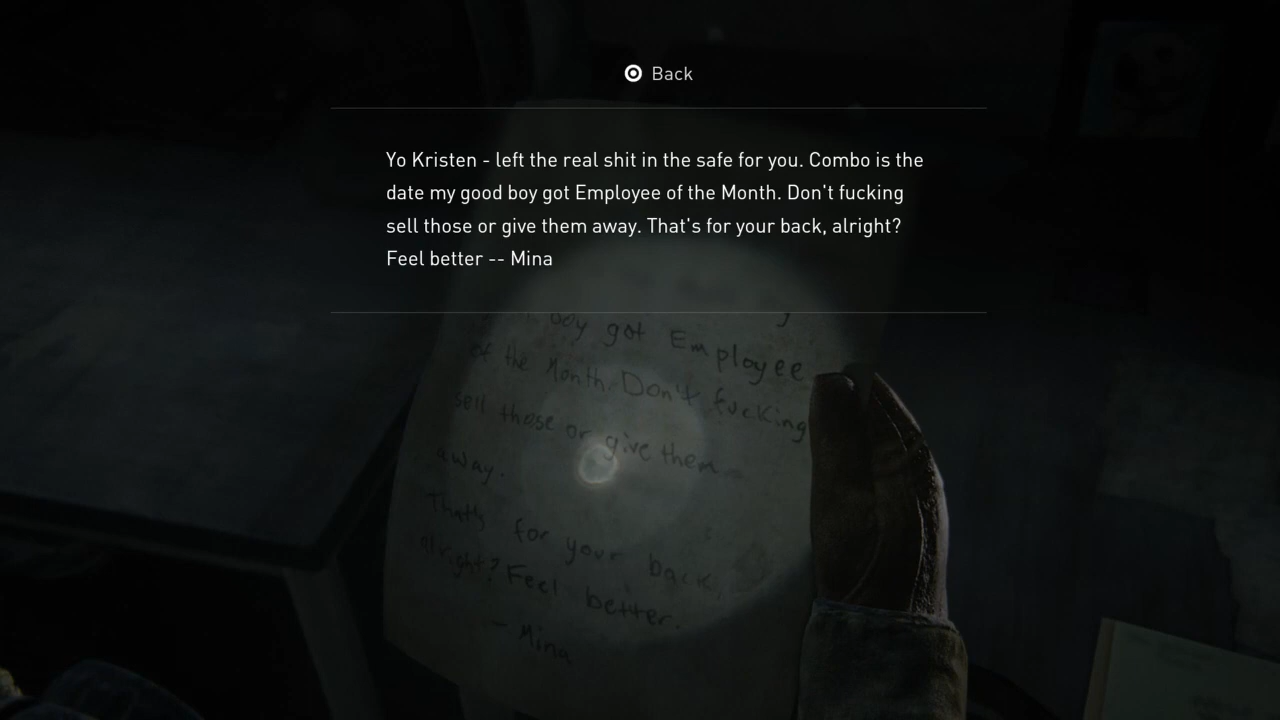 Back
Yo Kristen - left the real shit in the safe for you. Combo is the
date my good boy got Employee of the Month. Don't fucking
sell those or give them away. That's for your back, alright?
Feel better -- Mina
body got Employee
of the Month. Don't fucking
sell those or give them
away.
That's for your back,
alright? Feel better.
- Mina